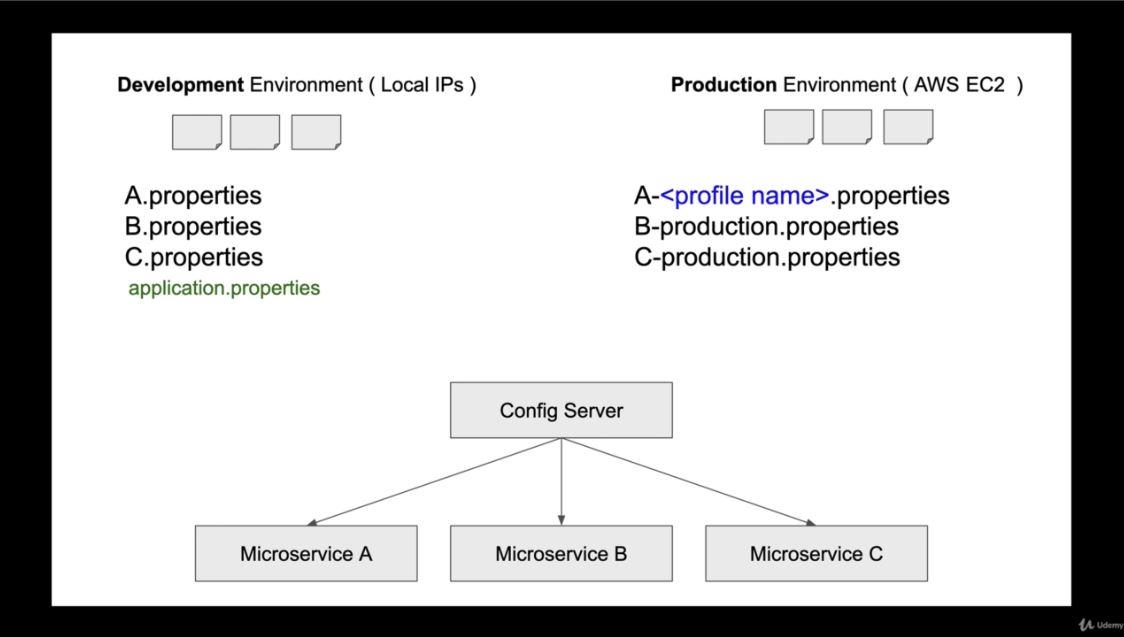 Development Environment ( Local IPs )
Production Environment ( AWS EC2 )
A.properties
B.properties
C.properties
application.properties
A-<profile name>.properties
B-production.properties
C-production.properties
Config Server
Microservice A
Microservice B
Microservice C
Udemy